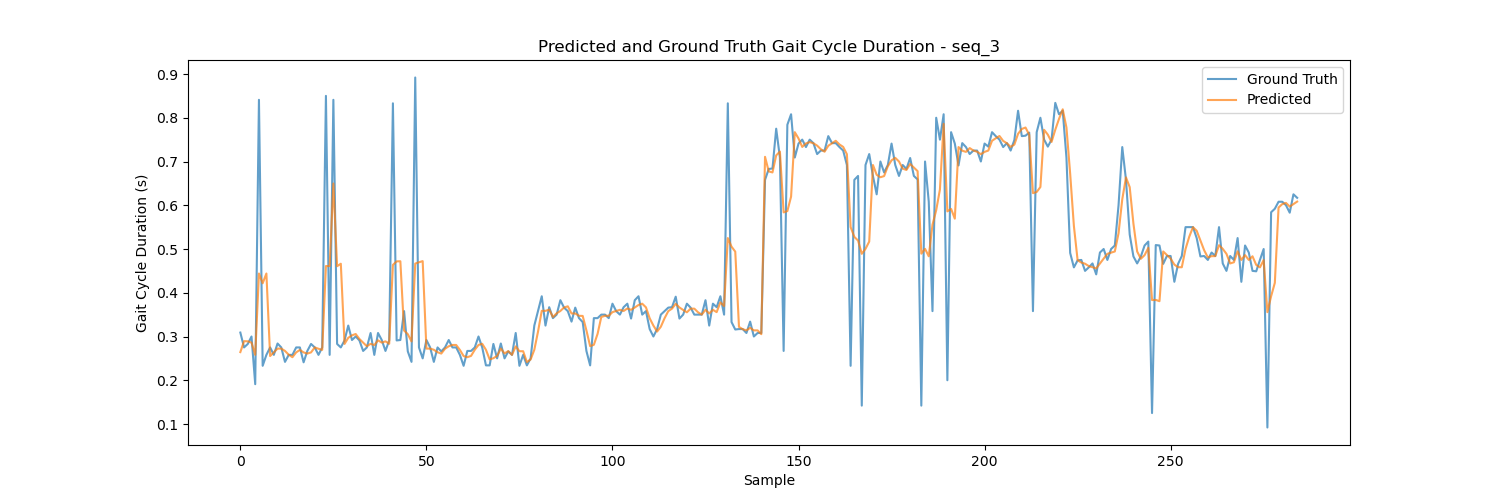 Predicted and Ground Truth Gait Cycle Duration - seq_3
Ground Truth
Predicted
Gait Cycle Duration (s)
0.9
0.8
0.7
0.6
0.5
0.4
0.3
0.2
0.1
0 50 100 150 200 250
Sample